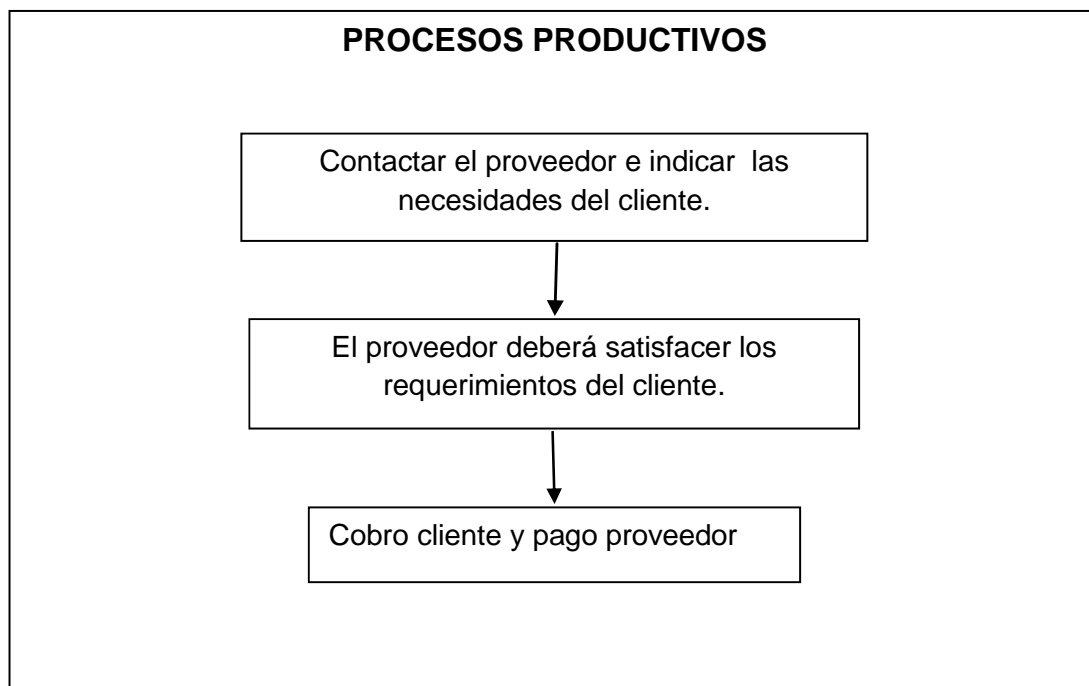 PROCESOS PRODUCTIVOS
Contactar el proveedor e indicar  las
necesidades del cliente.
El proveedor deberá satisfacer los
requerimientos del cliente.
Cobro cliente y pago proveedor